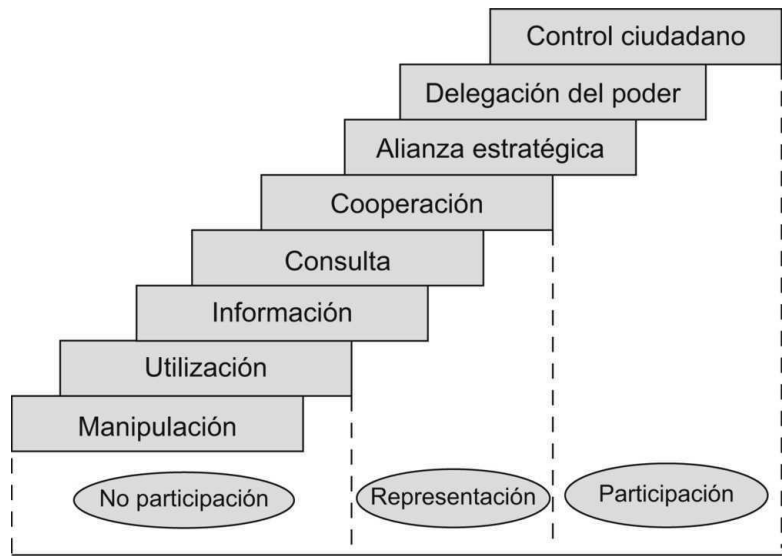 Control ciudadano
Delegación del poder
Alianza estratégica
Cooperación
Consulta
Información
Utilización
Manipulación
No participación
Representación
Participación